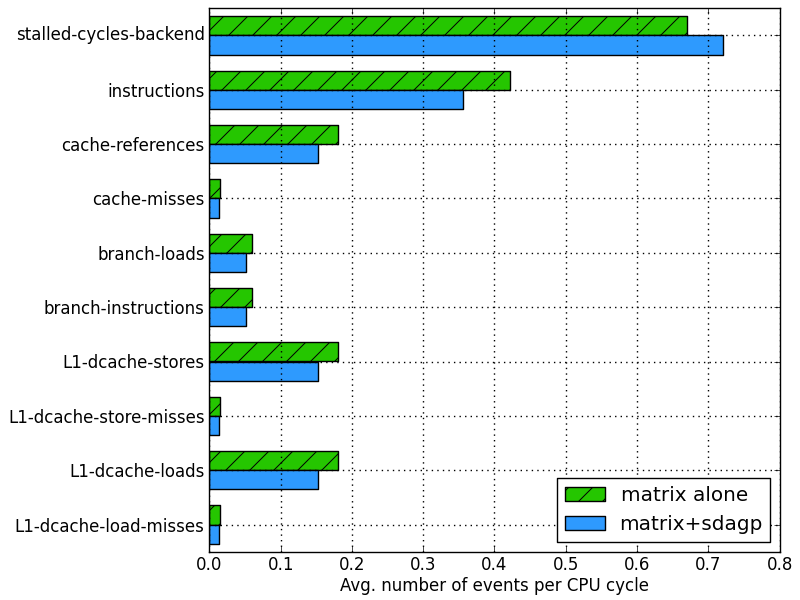 stalled-cycles-backend
instructions
cache-references
cache-misses
branch-loads
branch-instructions
L1-dcache-stores
L1-dcache-store-misses
L1-dcache-loads
L1-dcache-load-misses
matrix alone
matrix+sdagp
0.0 0.1 0.2 0.3 0.4 0.5 0.6 0.7 0.8
Avg. number of events per CPU cycle